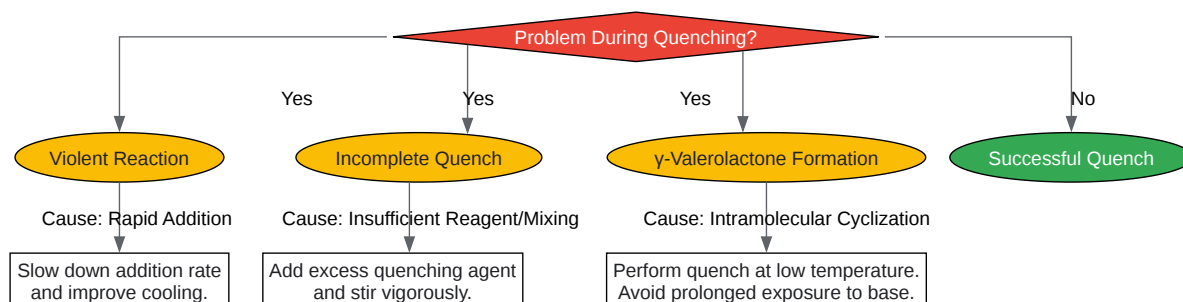 Problem During Quenching?
Yes
Yes
Yes
No
Violent Reaction
Incomplete Quench
γ-Valerolactone Formation
Successful Quench
Cause: Rapid Addition
Cause: Insufficient Reagent/Mixing
Cause: Intramolecular Cyclization
Slow down addition rate
and improve cooling.
Add excess quenching agent
and stir vigorously.
Perform quench at low temperature.
Avoid prolonged exposure to base.